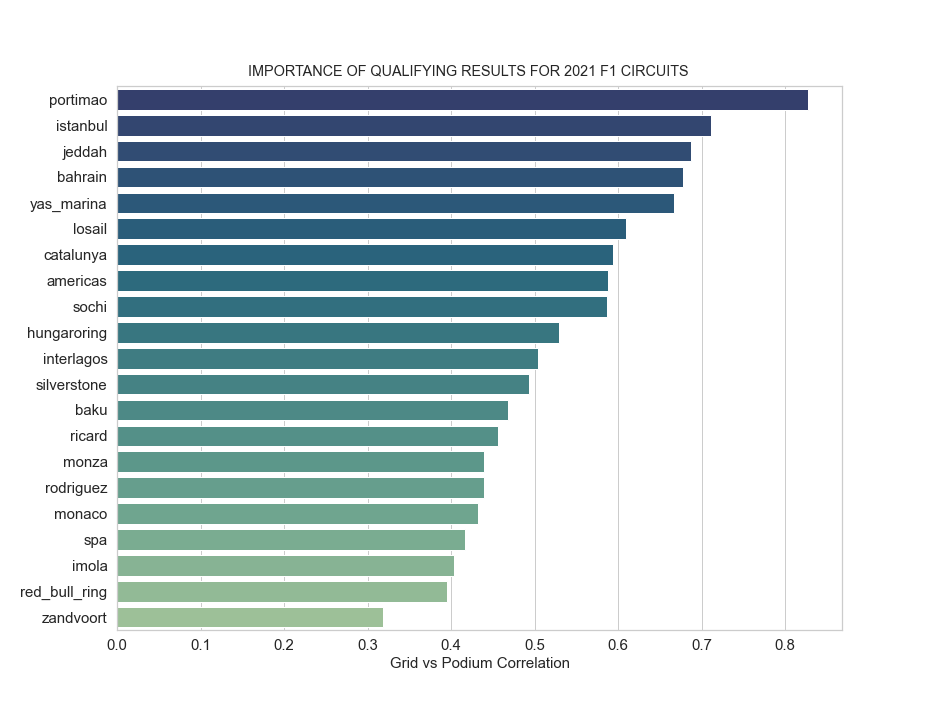 IMPORTANCE OF QUALIFYING RESULTS FOR 2021 F1 CIRCUITS
portimao
istanbul
jeddah
bahrain
yas_marina
losail
catalunya
americas
sochi
hungaroring
interlagos
silverstone
baku
ricard
monza
rodriguez
monaco
spa
imola
red_bull_ring
zandvoort
0.0 0.1 0.2 0.3 0.4 0.5 0.6 0.7 0.8
Grid vs Podium Correlation